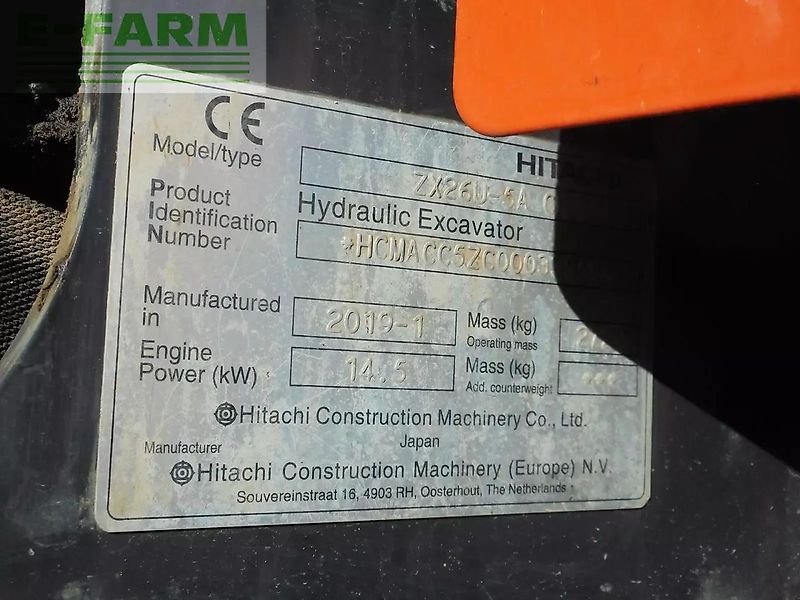 E-FARM
CE
HITACHI
Model/type ZX26U-5A C
Hydraulic Excavator
Product
Identification
Number
Manufactured
in 2019-1
Mass (kg)
Operating mass
Engine
Power (kW) 14.5
Mass (kg)
Add. counterweight ***
Hitachi Construction Machinery Co., Ltd.
Japan
Manufacturer
Hitachi Construction Machinery (Europe) N.V.
Souvereinstraat 16, 4903 RH, Oosterhout, The Netherlands